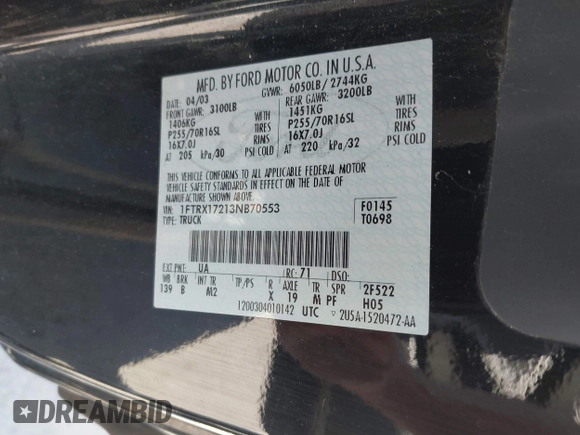 MFD. BY FORD MOTOR CO. IN U.S.A.
04/03 GVWR: 6050LB/ 2744KG
FRONT GAWR: 3100LB REAR GAWR: 3200LB
1406KG WITH 1451KG WITH
P255/70R16SL TIRES P255/70R16SL TIRES
16X7.0J RIMS 16X7.0J RIMS
AT 205 kPa/30 PSI COLD AT 220 kPa/32 PSI COLD
THIS VEHICLE CONFORMS TO ALL APPLICABLE FEDERAL MOTOR
VEHICLE SAFETY AND THEFT PREVENTION STANDARDS IN
EFFECT ON THE DATE OF MANUFACTURE SHOWN ABOVE.
VIN: 1FTRX17213NB70553 F0145
TYPE: TRUCK T0698
EXT PNT: UA RC: 71 DSO:
WB BRK INT TR TP/PS R AXLE TR SPR 2F522
139 B M2 X 19 M PF H05
1200304010142 UTC ▽ 2U5A-1520472-AA
DREAMBID